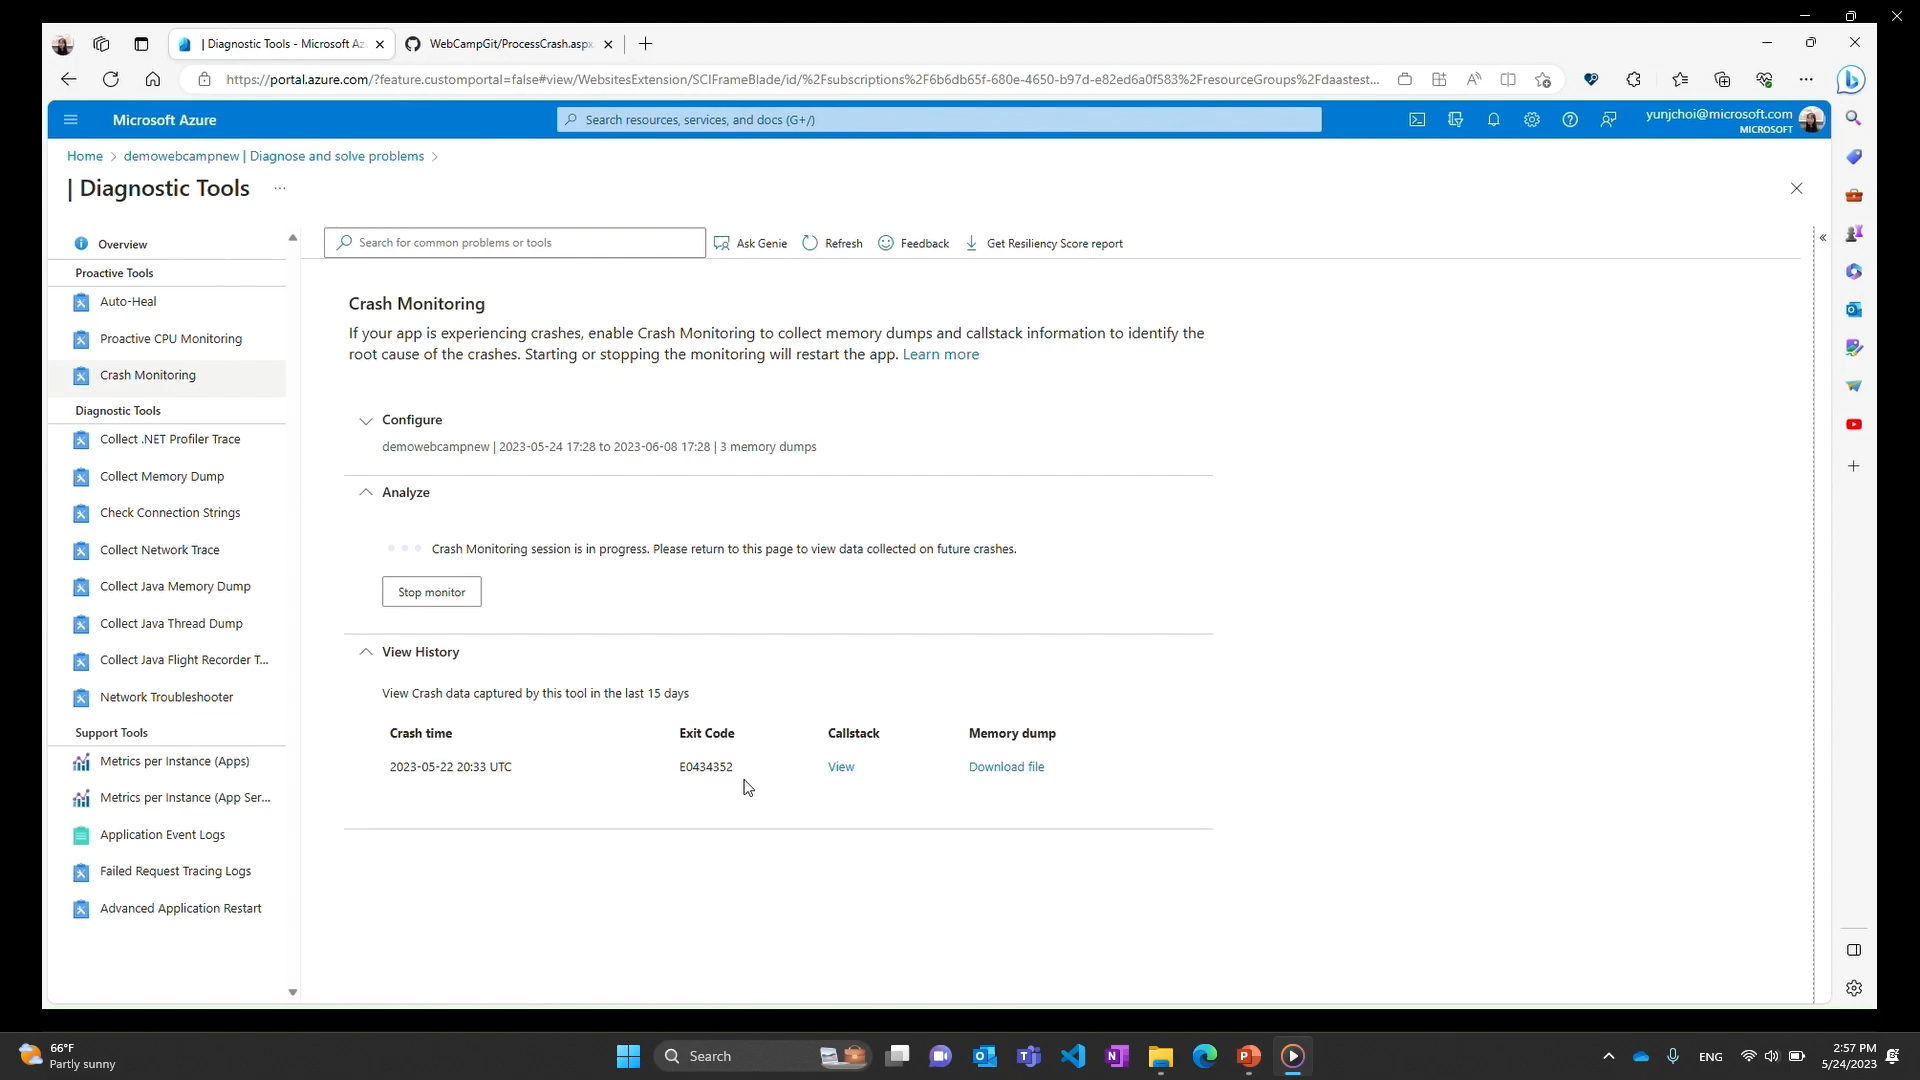 | Diagnostic Tools - Microsoft Az
WebCampGit/ProcessCrash.aspx
https://portal.azure.com/?feature.customportal=false#view/WebsitesExtension/SCIFrameBlade/id/%2Fsubscriptions%2F6b6db65f-680e-4650-b97d-e82ed6a0f583%2FresourceGroups%2Fdaastest...
Microsoft Azure
Search resources, services, and docs (G+/)
yunjchoi@microsoft.com
MICROSOFT
Home > demowebcampnew | Diagnose and solve problems >
| Diagnostic Tools ...
Overview
Proactive Tools
Auto-Heal
Proactive CPU Monitoring
Crash Monitoring
Diagnostic Tools
Collect .NET Profiler Trace
Collect Memory Dump
Check Connection Strings
Collect Network Trace
Collect Java Memory Dump
Collect Java Thread Dump
Collect Java Flight Recorder T...
Network Troubleshooter
Support Tools
Metrics per Instance (Apps)
Metrics per Instance (App Ser...
Application Event Logs
Failed Request Tracing Logs
Advanced Application Restart
Search for common problems or tools
Ask Genie
Refresh
Feedback
Get Resiliency Score report
Crash Monitoring
If your app is experiencing crashes, enable Crash Monitoring to collect memory dumps and callstack information to identify the
root cause of the crashes. Starting or stopping the monitoring will restart the app. Learn more
Configure
demowebcampnew | 2023-05-24 17:28 to 2023-06-08 17:28 | 3 memory dumps
Analyze
Crash Monitoring session is in progress. Please return to this page to view data collected on future crashes.
Stop monitor
View History
View Crash data captured by this tool in the last 15 days
Crash time Exit Code Callstack Memory dump
2023-05-22 20:33 UTC E0434352 View Download file
66°F
Partly sunny
Search
ENG
2:57 PM
5/24/2023